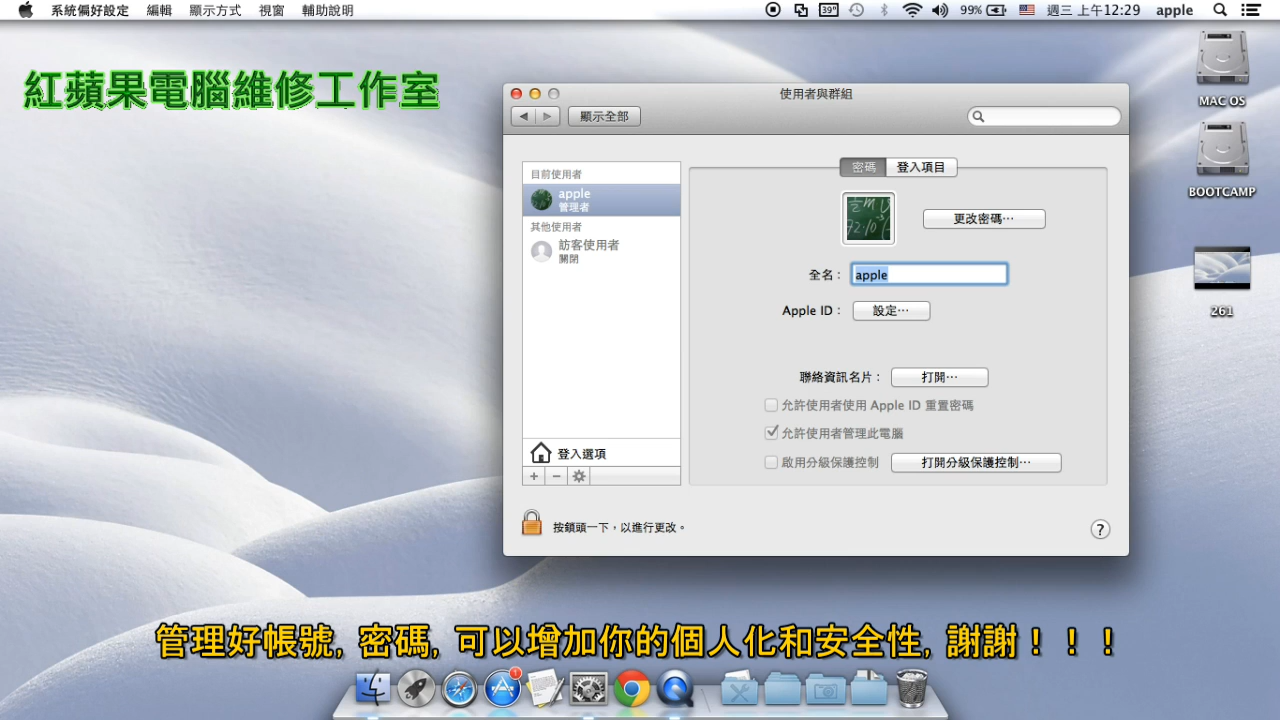 系統偏好設定 編輯 顯示方式 視窗 輔助說明 39° 99% 週三 上午12:29 apple
紅蘋果電腦維修工作室
MAC OS
BOOTCAMP
261
使用者與群組
顯示全部
目前使用者
apple
管理者
其他使用者
訪客使用者
關閉
登入選項
密碼 登入項目
更改密碼⋯
全名： apple
Apple ID： 設定⋯
聯絡資訊名片： 打開⋯
允許使用者使用 Apple ID 重置密碼
允許使用者管理此電腦
啟用分級保護控制 打開分級保護控制⋯
按鎖頭一下，以進行更改。
?
管理好帳號, 密碼, 可以增加你的個人化和安全性, 謝謝！！！
1